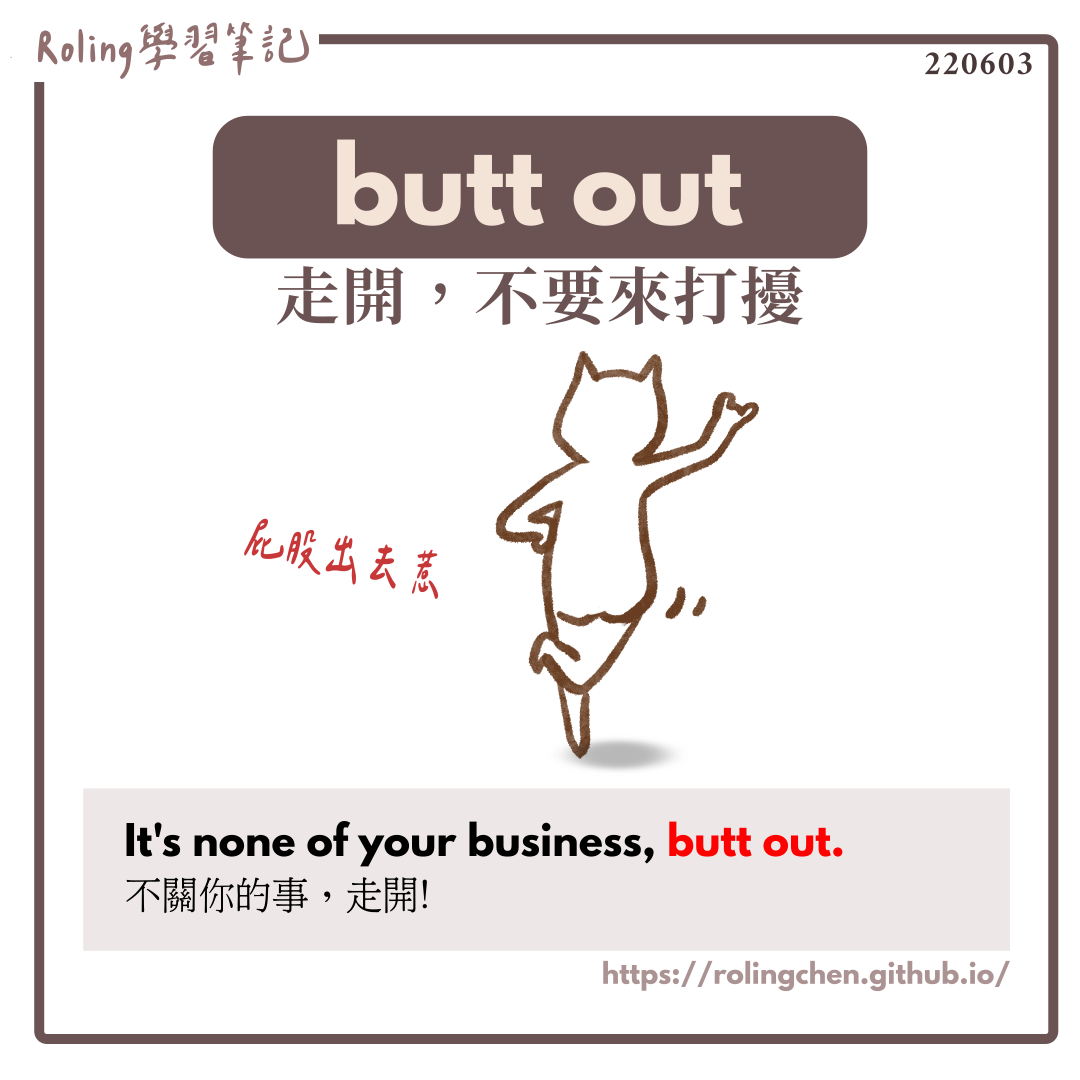 Roling學習筆記
220603
butt out
走開，不要來打擾
屁股出去惹
It's none of your business, butt out.
不關你的事，走開!
https://rolingchen.github.io/